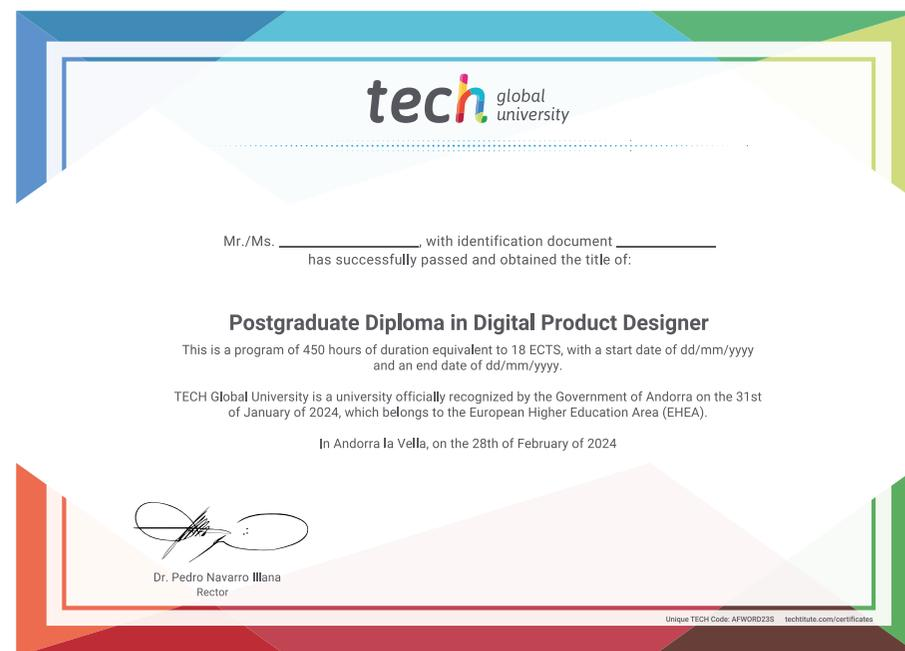 tech global
university
Mr./Ms. ________________, with identification document ____________
has successfully passed and obtained the title of:
Postgraduate Diploma in Digital Product Designer
This is a program of 450 hours of duration equivalent to 18 ECTS, with a start date of dd/mm/yyyy
and an end date of dd/mm/yyyy.
TECH Global University is a university officially recognized by the Government of Andorra on the 31st
of January of 2024, which belongs to the European Higher Education Area (EHEA).
In Andorra la Vella, on the 28th of February of 2024
Dr. Pedro Navarro Illana
Rector
Unique TECH Code: AFWORD23S techtitute.com/certificates